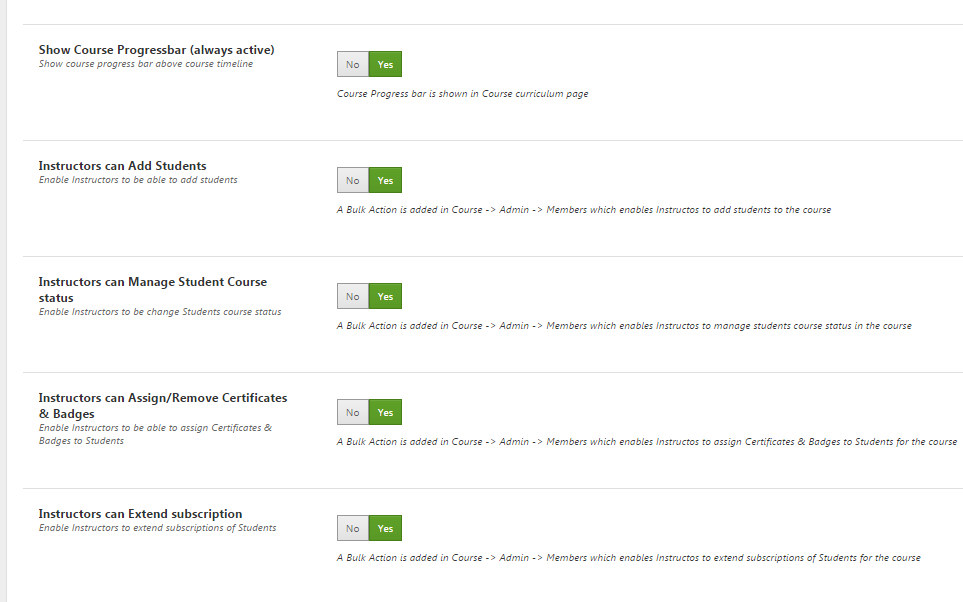 Show Course Progressbar (always active)
Show course progress bar above course timeline
No Yes
Course Progress bar is shown in Course curriculum page
Instructors can Add Students
Enable Instructors to be able to add students
No Yes
A Bulk Action is added in Course -> Admin -> Members which enables Instructos to add students to the course
Instructors can Manage Student Course
status
Enable Instructors to be change Students course status
No Yes
A Bulk Action is added in Course -> Admin -> Members which enables Instructos to manage students course status in the course
Instructors can Assign/Remove Certificates
& Badges
Enable Instructors to be able to assign Certificates &
Badges to Students
No Yes
A Bulk Action is added in Course -> Admin -> Members which enables Instructos to assign Certificates & Badges to Students for the course
Instructors can Extend subscription
Enable Instructors to extend subscriptions of Students
No Yes
A Bulk Action is added in Course -> Admin -> Members which enables Instructos to extend subscriptions of Students for the course